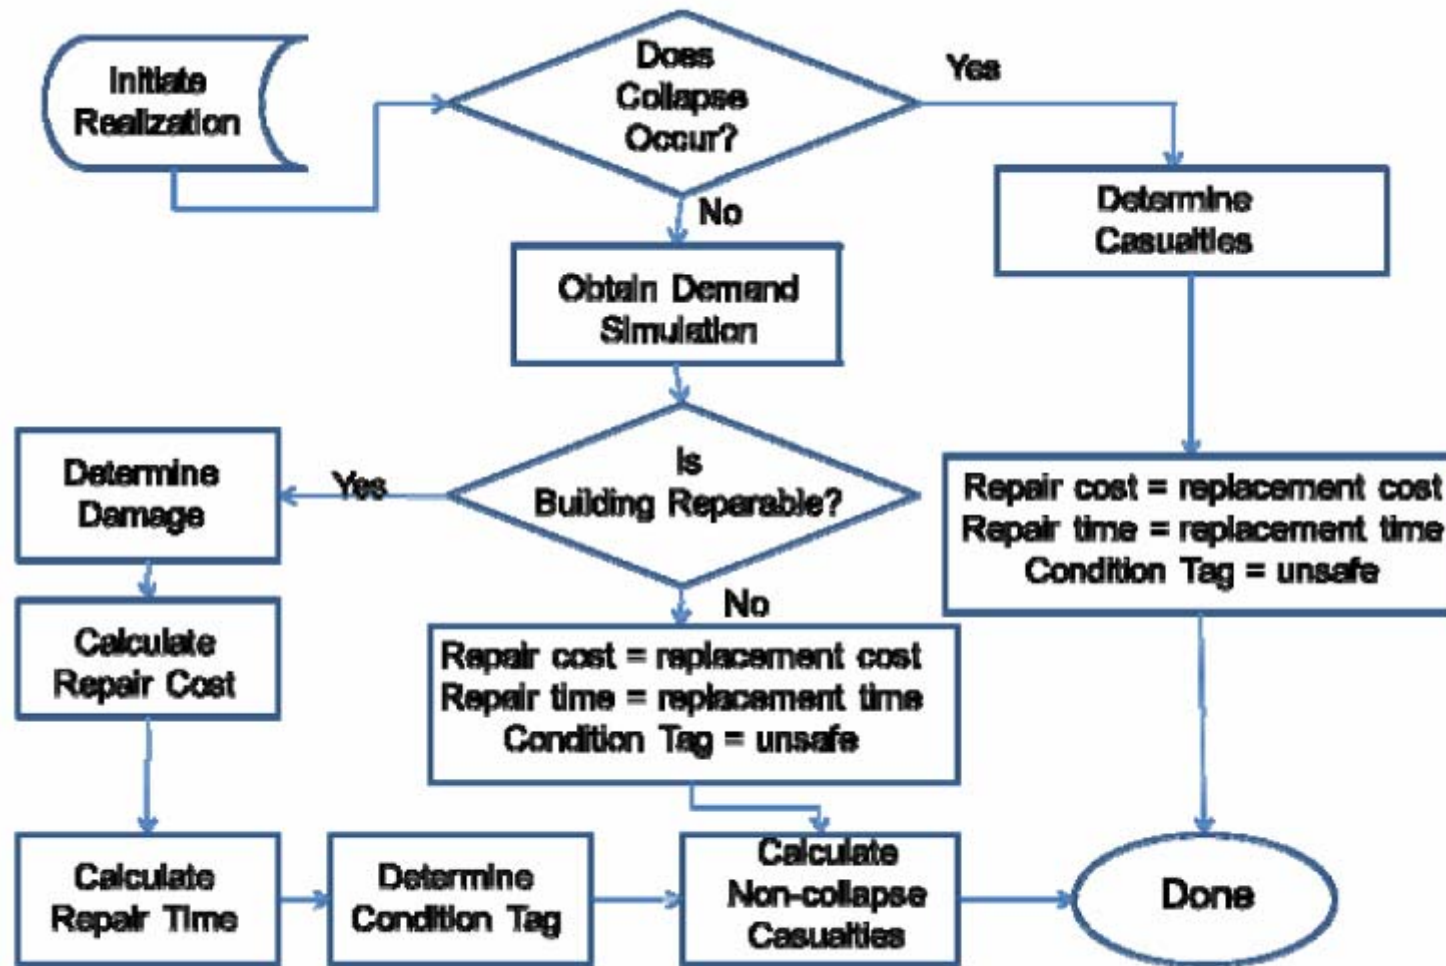 Initiate
Realization
Does
Collapse
Occur?
Yes
No
Determine
Casualties
Obtain Demand
Simulation
Determine
Damage
Yes
Is
Building Reparable?
Repair cost = replacement cost
Repair time = replacement time
Condition Tag = unsafe
No
Calculate
Repair Cost
Repair cost = replacement cost
Repair time = replacement time
Condition Tag = unsafe
Calculate
Repair Time
Determine
Condition Tag
Calculate
Non-collapse
Casualties
Done